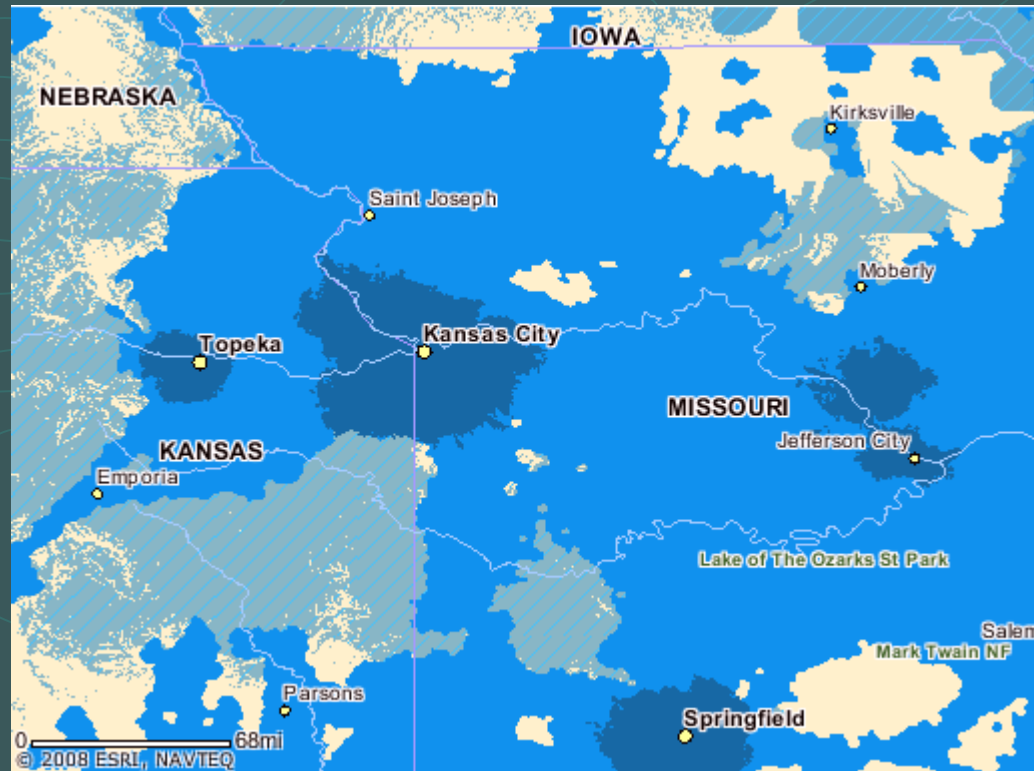 IOWA
NEBRASKA
Kirksville
Saint Joseph
Moberly
Kansas City
Topeka
MISSOURI
Jefferson City
KANSAS
Emporia
Lake of The Ozarks St Park
Salem
Mark Twain NF
Parsons
Springfield
0 68mi
© 2008 ESRI, NAVTEQ